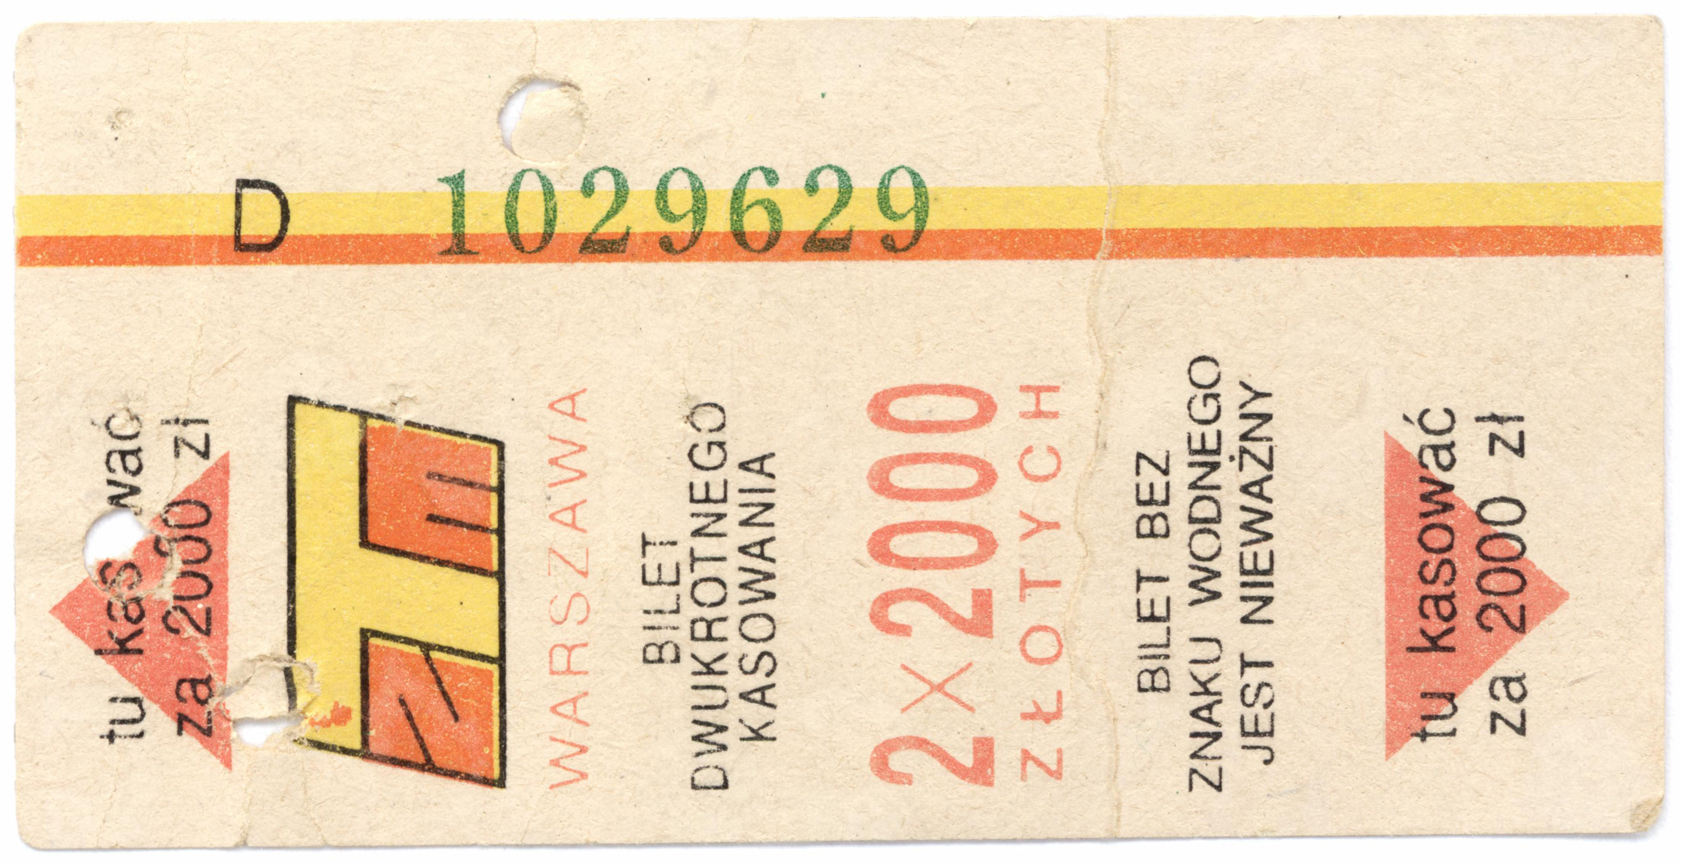 D 1029629
tu kasować
za 2000 zł
MZK
WARSZAWA
BILET
DWUKROTNEGO
KASOWANIA
2 x 2000
ZŁOTYCH
BILET BEZ
ZNAKU WODNEGO
JEST NIEWAŻNY
tu kasować
za 2000 zł